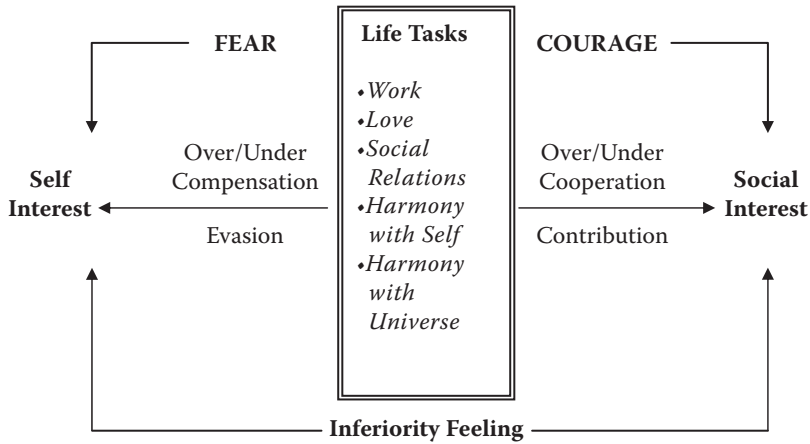 FEAR
Life Tasks
COURAGE
•Work
•Love
•Social
Relations
•Harmony
with Self
•Harmony
with
Universe
Over/Under
Compensation
Evasion
Self
Interest
Over/Under
Cooperation
Contribution
Social
Interest
Inferiority Feeling